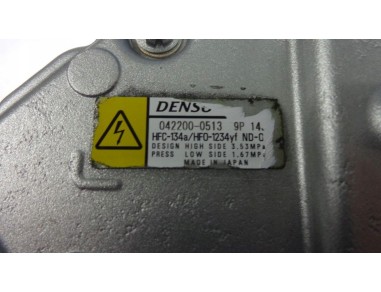 DENSO
042200-0513 9P 14.
HFC-134a/HFO-1234yf ND-O
DESIGN HIGH SIDE 3,53MPa
PRESS LOW SIDE 1,67MPa
MADE IN JAPAN